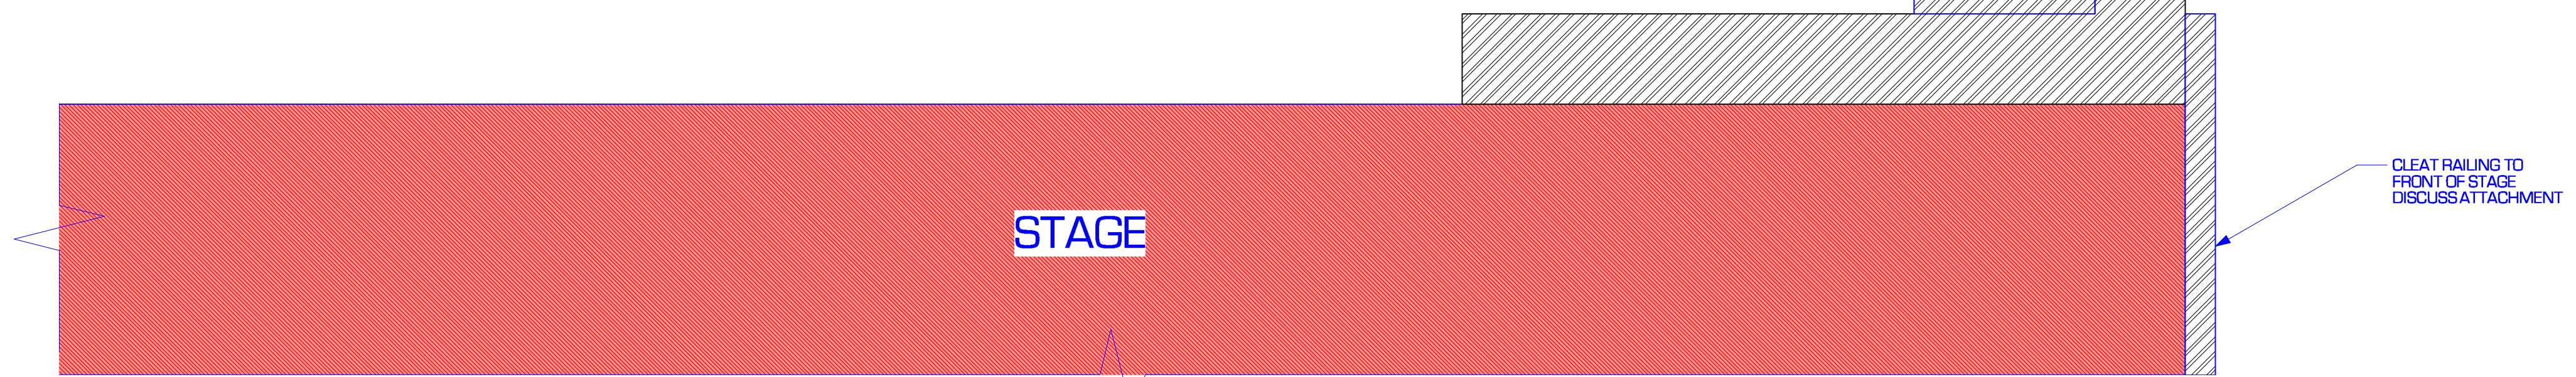 STAGE
CLEAT RAILING TO
FRONT OF STAGE
DISCUSS ATTACHMENT